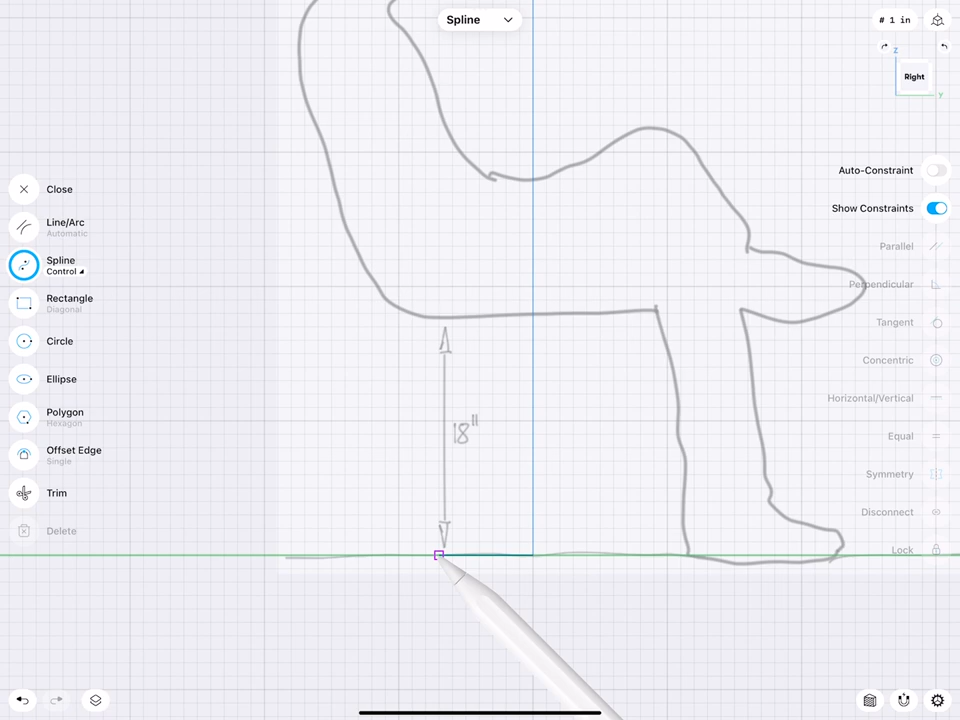 Spline
# 1 in
Z
Right
Y
Close
Line/Arc
Automatic
Spline
Control
Rectangle
Diagonal
Circle
Ellipse
Polygon
Hexagon
Offset Edge
Single
Trim
Delete
18"
Auto-Constraint
Show Constraints
Parallel
Perpendicular
Tangent
Concentric
Horizontal/Vertical
Equal
Symmetry
Disconnect
Lock